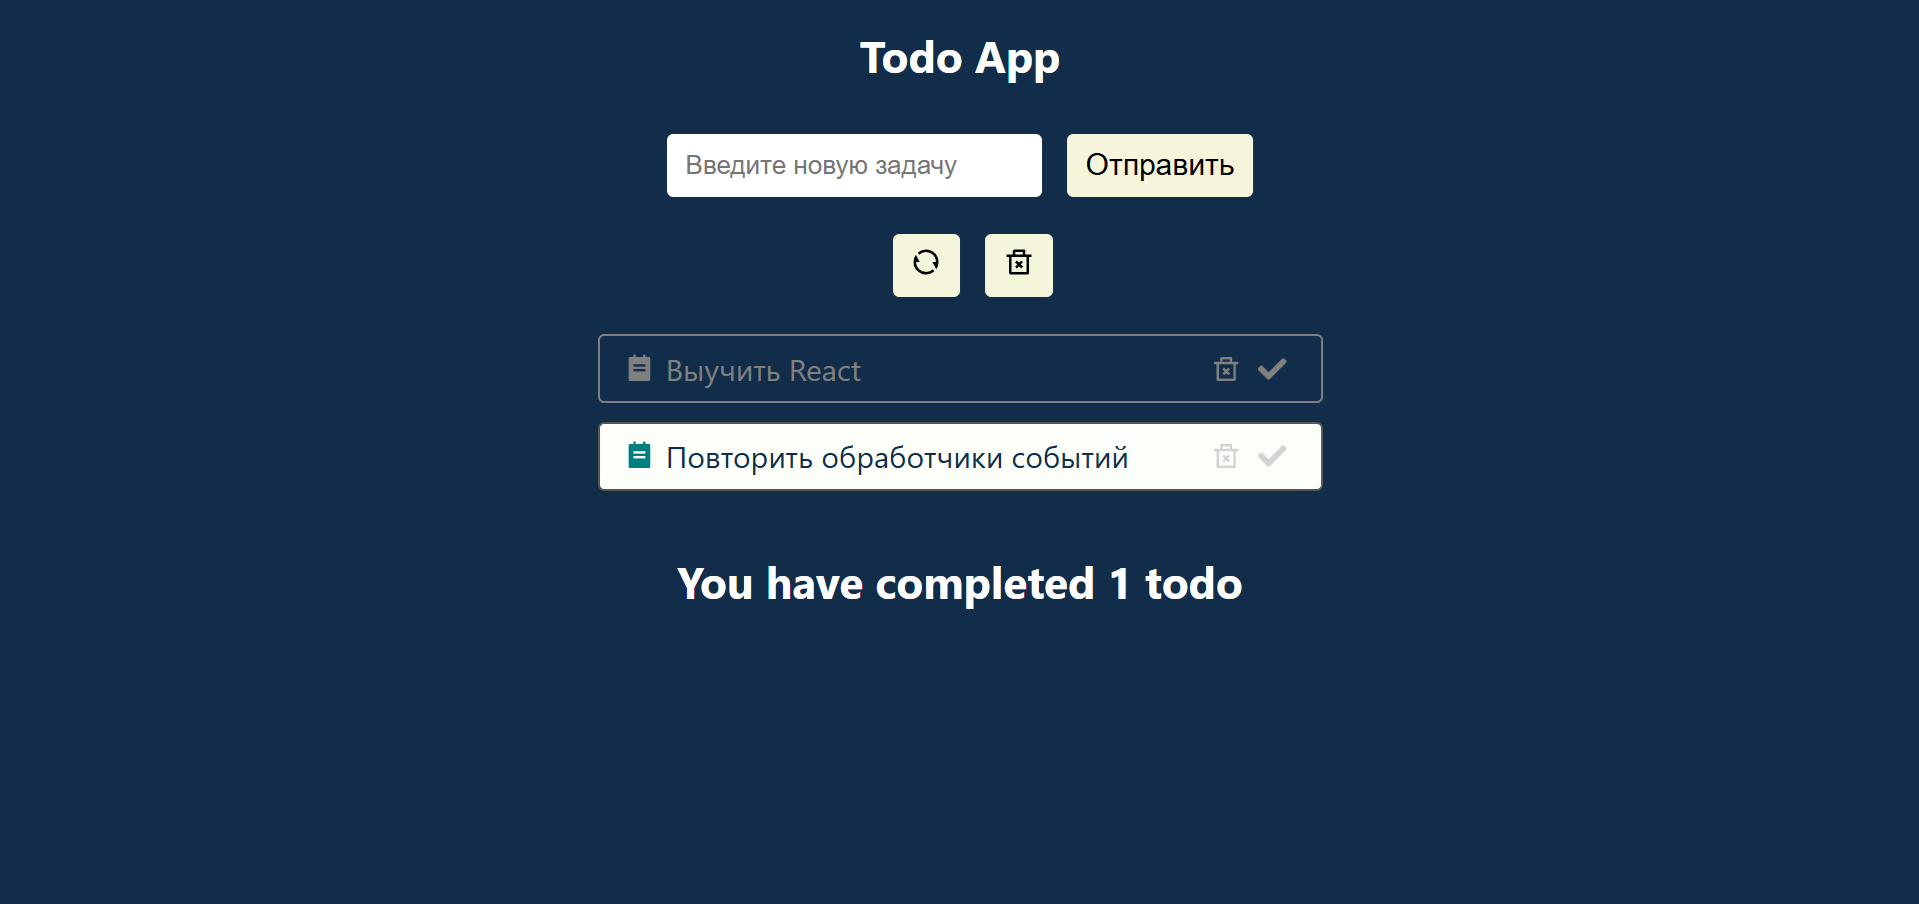 Todo App
Введите новую задачу
Отправить
Выучить React
Повторить обработчики событий
You have completed 1 todo